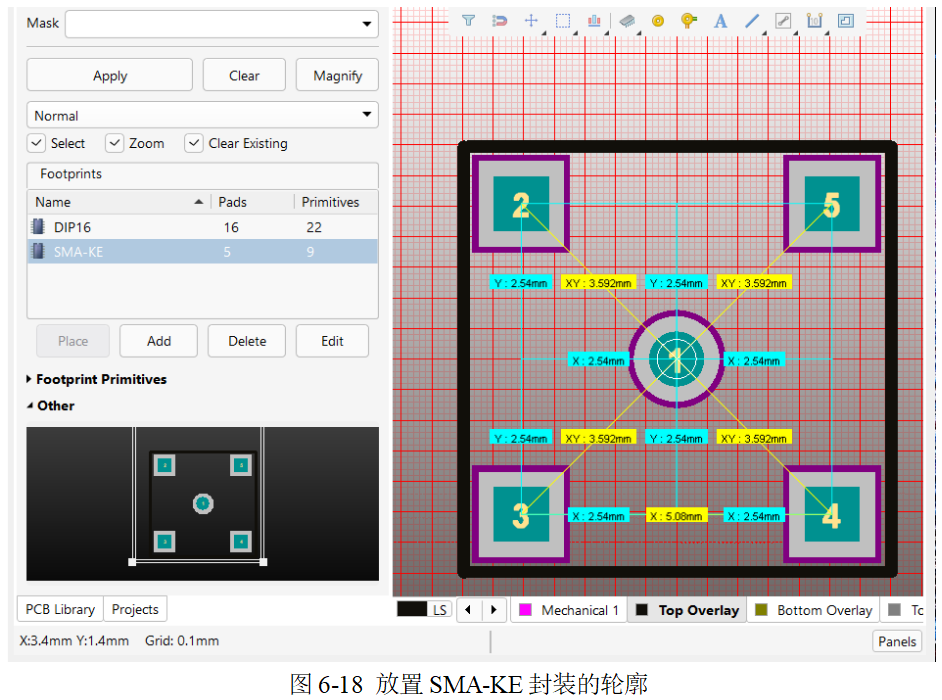 Mask
Apply Clear Magnify
Normal
Select Zoom Clear Existing
Footprints
Name Pads Primitives
DIP16 16 22
SMA-KE 5 9
Place Add Delete Edit
Footprint Primitives
Other
PCB Library Projects
X:3.4mm Y:1.4mm Grid: 0.1mm
A
2 5
Y : 2.54mm XY : 3.592mm Y : 2.54mm XY : 3.592mm
1
X : 2.54mm X : 2.54mm
Y : 2.54mm XY : 3.592mm Y : 2.54mm XY : 3.592mm
3 4
X : 2.54mm X : 5.08mm X : 2.54mm
LS Mechanical 1 Top Overlay Bottom Overlay Tc
Panels
图 6-18 放置 SMA-KE 封装的轮廓